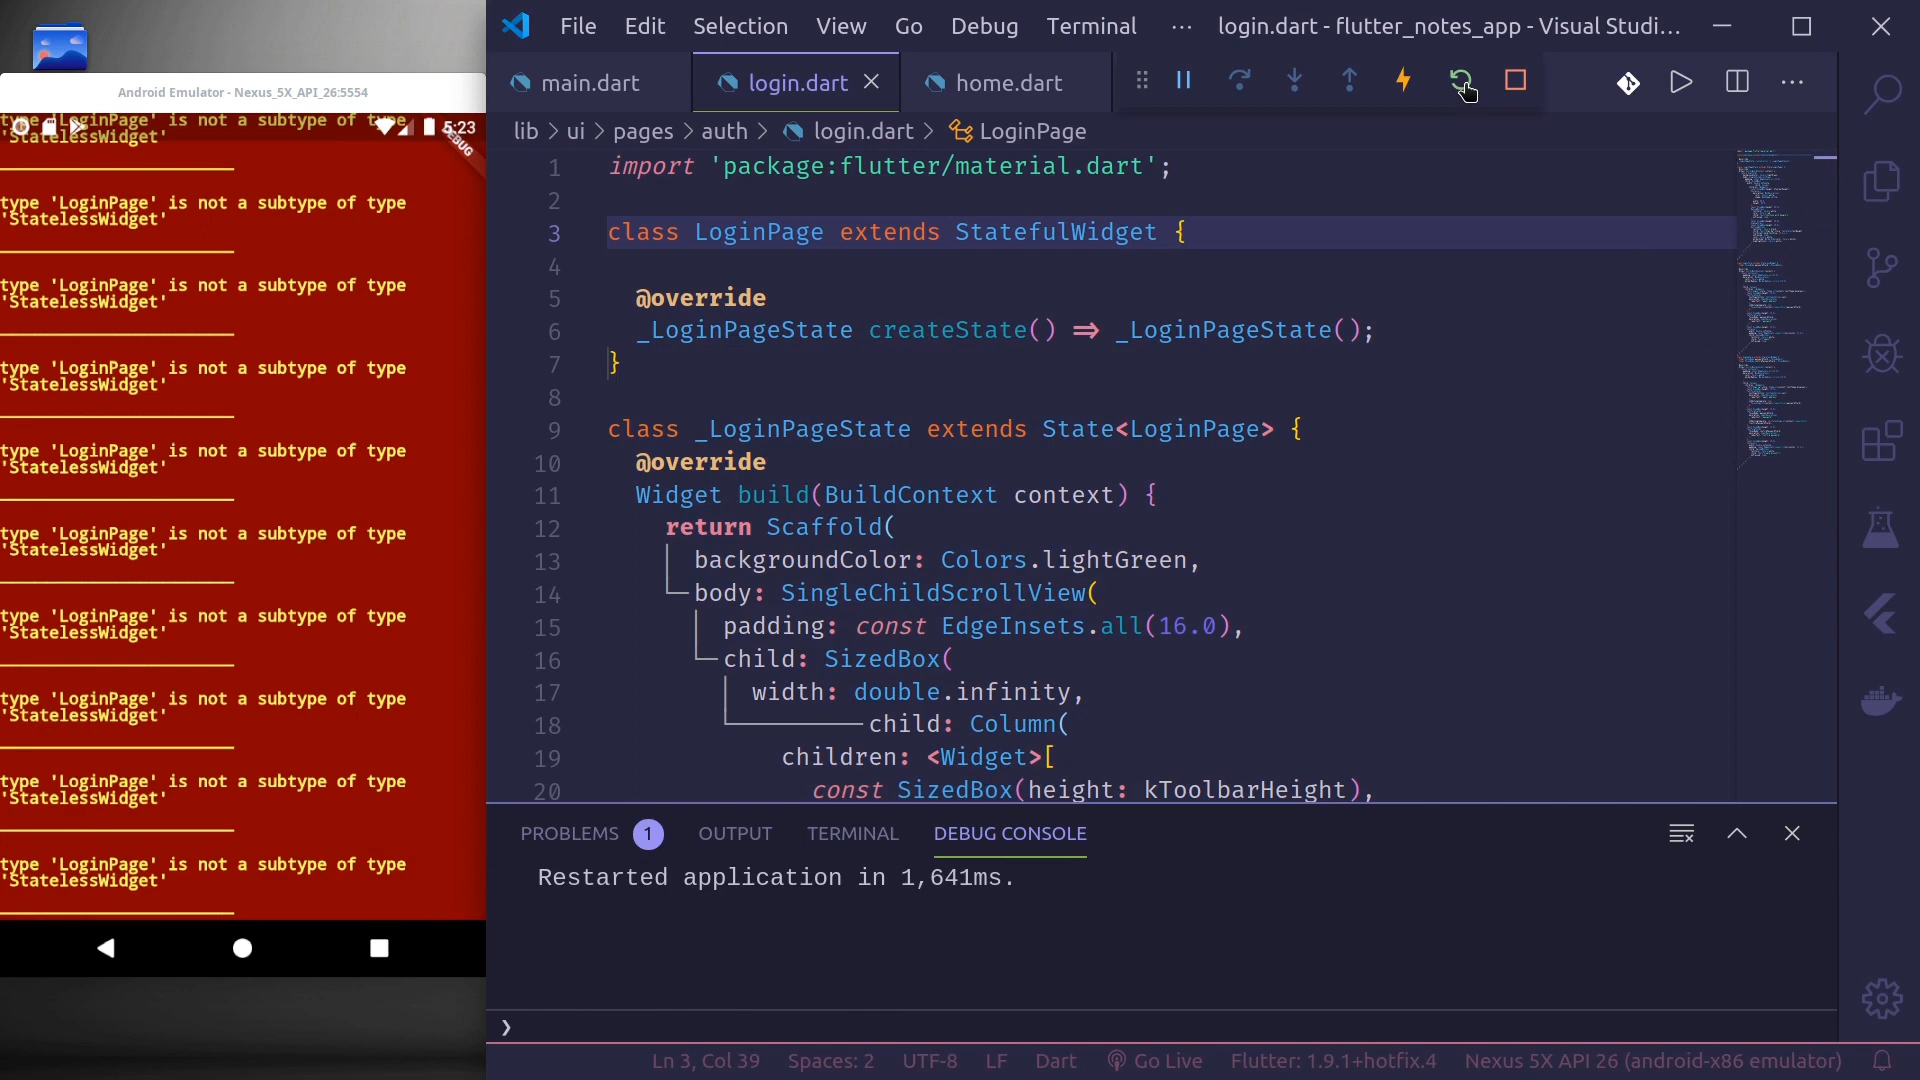 Android Emulator - Nexus_5X_API_26:5554
5:23
DEBUG
type 'LoginPage' is not a subtype of type
'StatelessWidget'
type 'LoginPage' is not a subtype of type
'StatelessWidget'
type 'LoginPage' is not a subtype of type
'StatelessWidget'
type 'LoginPage' is not a subtype of type
'StatelessWidget'
type 'LoginPage' is not a subtype of type
'StatelessWidget'
type 'LoginPage' is not a subtype of type
'StatelessWidget'
type 'LoginPage' is not a subtype of type
'StatelessWidget'
type 'LoginPage' is not a subtype of type
'StatelessWidget'
type 'LoginPage' is not a subtype of type
'StatelessWidget'
type 'LoginPage' is not a subtype of type
'StatelessWidget'
File Edit Selection View Go Debug Terminal ··· login.dart - flutter_notes_app - Visual Studi...
main.dart login.dart home.dart
lib > ui > pages > auth > login.dart > LoginPage
1 import 'package:flutter/material.dart';
2
3 class LoginPage extends StatefulWidget {
4
5 @override
6 _LoginPageState createState() => _LoginPageState();
7 }
8
9 class _LoginPageState extends State<LoginPage> {
10 @override
11 Widget build(BuildContext context) {
12 return Scaffold(
13 backgroundColor: Colors.lightGreen,
14 body: SingleChildScrollView(
15 padding: const EdgeInsets.all(16.0),
16 child: SizedBox(
17 width: double.infinity,
18 child: Column(
19 children: <Widget>[
20 const SizedBox(height: kToolbarHeight),
PROBLEMS 1 OUTPUT TERMINAL DEBUG CONSOLE
Restarted application in 1,641ms.
❯
Ln 3, Col 39 Spaces: 2 UTF-8 LF Dart Go Live Flutter: 1.9.1+hotfix.4 Nexus 5X API 26 (android-x86 emulator)